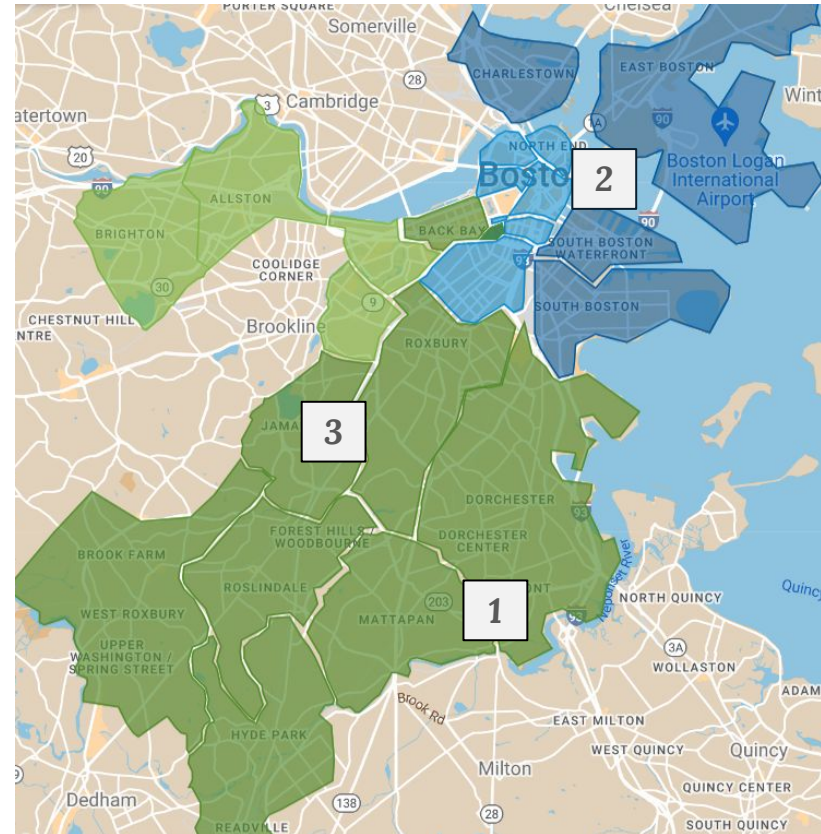 PORTER SQUARE
Chelsea
Somerville
28
CHARLESTOWN
EAST BOSTON
3
Cambridge
1A
90
Wint
atertown
20
NORTH END
Boston Logan
International
Airport
90
Bosto
2
ALLSTON
90
BACK BAY
BRIGHTON
SOUTH BOSTON
WATERFRONT
93
COOLIDGE
CORNER
30
9
SOUTH BOSTON
CHESTNUT HILL
NTRE
Brookline
ROXBURY
JAMA
3
DORCHESTER
93
FOREST HILLS /
WOODBOURNE
DORCHESTER
CENTER
BROOK FARM
Neponset River
ROSLINDALE
Quincy
203
1
ONT
NORTH QUINCY
WEST ROXBURY
MATTAPAN
93
UPPER
WASHINGTON /
SPRING STREET
3A
WOLLASTON
Brook Rd
ADAM
HYDE PARK
EAST MILTON
WEST QUINCY
Quincy
9
Milton
QUINCY CENTER
Dedham
138
28
READVILLE
SOUTH QUINCY